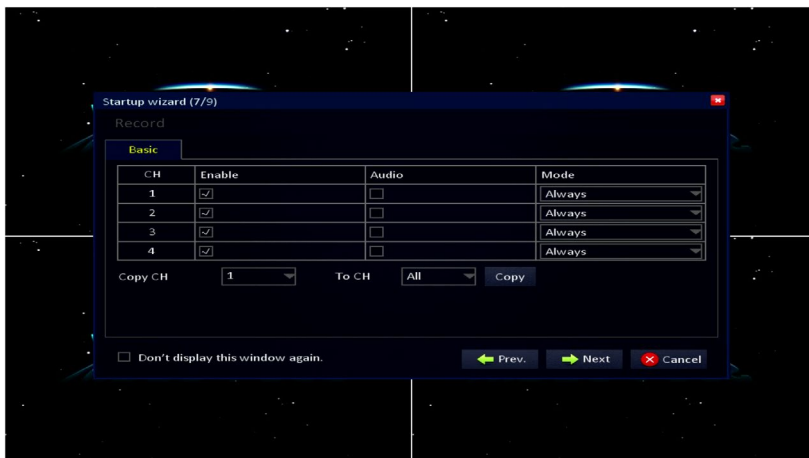 Startup wizard (7/9)
Record
Basic
CH Enable Audio Mode
1 Always
2 Always
3 Always
4 Always
Copy CH 1 To CH All Copy
Don't display this window again. Prev. Next Cancel